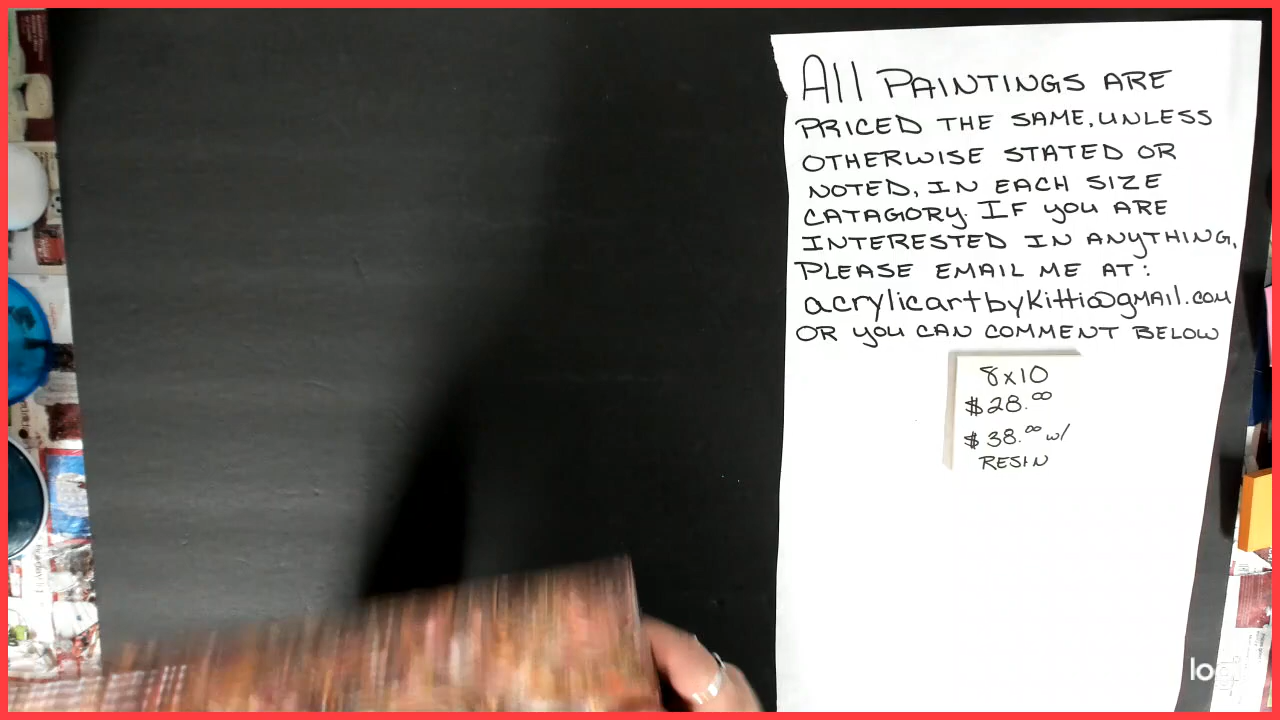 All PAINTINGS ARE
PRICED THE SAME, UNLESS
OTHERWISE STATED OR
NOTED, IN EACH SIZE
CATAGORY. IF YOU ARE
INTERESTED IN ANYTHING,
PLEASE EMAIL ME AT:
acrylicartbykitti@gmail.com
OR YOU CAN COMMENT BELOW
8x10
$28.00
$38.00 w/
RESIN